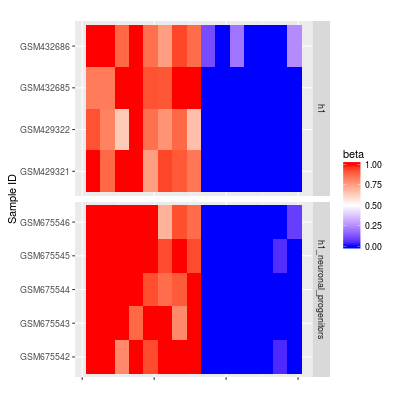 Sample ID
GSM432686
GSM432685
GSM429322
GSM429321
h1
GSM675546
GSM675545
GSM675544
GSM675543
GSM675542
h1_neuronal_progenitors
beta
1.00
0.75
0.50
0.25
0.00